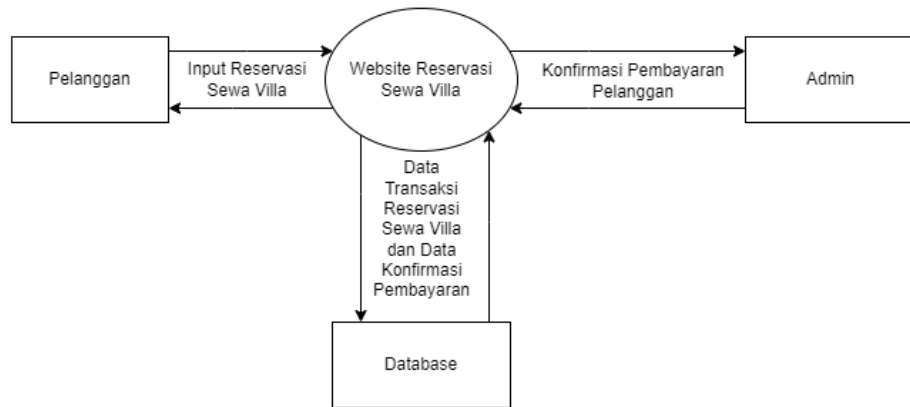 Pelanggan
Input Reservasi
Sewa Villa
Website Reservasi
Sewa Villa
Konfirmasi Pembayaran
Pelanggan
Admin
Data
Transaksi
Reservasi
Sewa Villa
dan Data
Konfirmasi
Pembayaran
Database